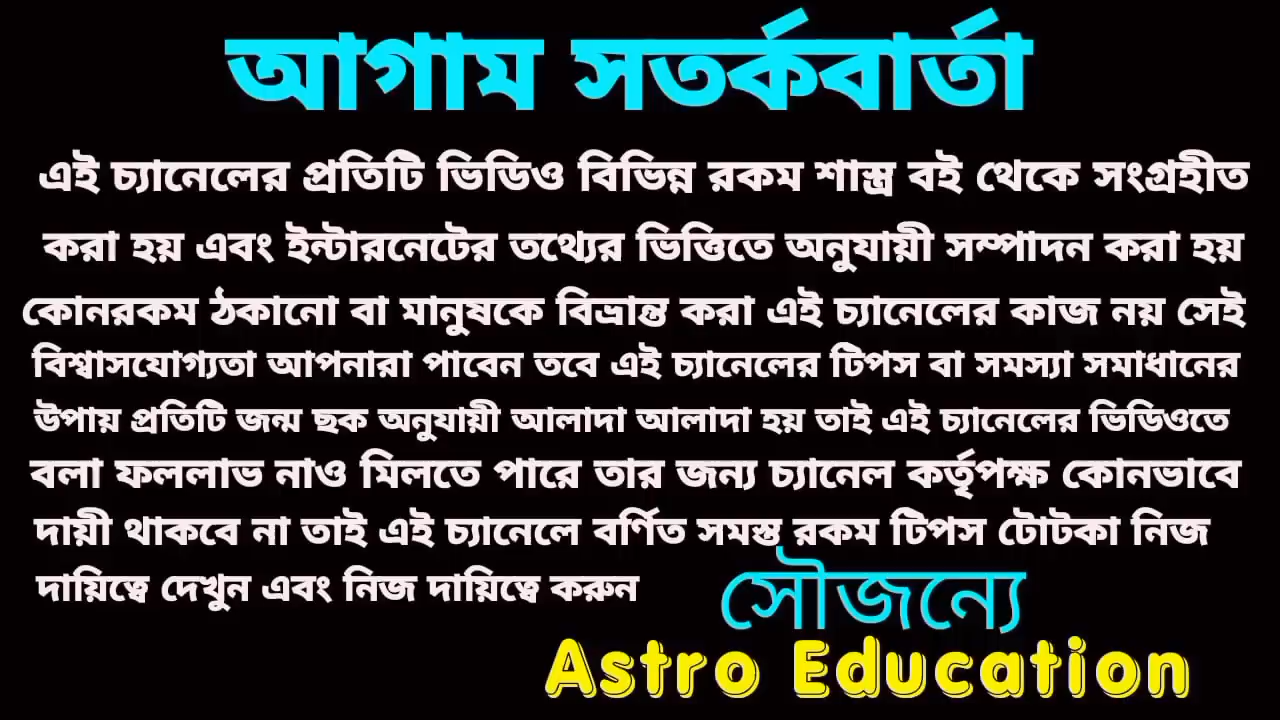 আগাম সতর্কবার্তা
এই চ্যানেলের প্রতিটি ভিডিও বিভিন্ন রকম শাস্ত্র বই থেকে সংগ্রহীত
করা হয় এবং ইন্টারনেটের তথ্যের ভিত্তিতে অনুযায়ী সম্পাদন করা হয়
কোনরকম ঠকানো বা মানুষকে বিভ্রান্ত করা এই চ্যানেলের কাজ নয় সেই
বিশ্বাসযোগ্যতা আপনারা পাবেন তবে এই চ্যানেলের টিপস বা সমস্যা সমাধানের
উপায় প্রতিটি জন্ম ছক অনুযায়ী আলাদা আলাদা হয় তাই এই চ্যানেলের ভিডিওতে
বলা ফললাভ নাও মিলতে পারে তার জন্য চ্যানেল কর্তৃপক্ষ কোনভাবে
দায়ী থাকবে না তাই এই চ্যানেলে বর্ণিত সমস্ত রকম টিপস টোটকা নিজ
দায়িত্বে দেখুন এবং নিজ দায়িত্বে করুন
সৌজন্যে
Astro Education